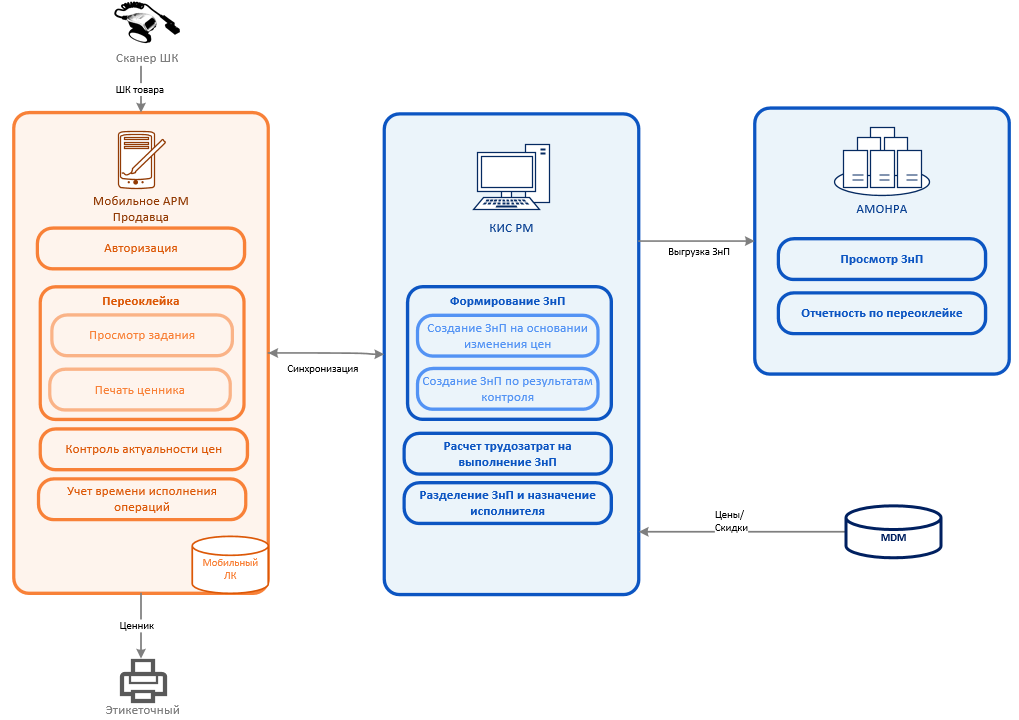 Сканер ШК
ШК товара
Мобильное АРМ
Продавца
Авторизация
Переоклейка
Просмотр задания
Печать ценника
Контроль актуальности цен
Учет времени исполнения
операций
Мобильный
ЛК
Ценник
Этикеточный
Синхронизация
КИС РМ
Формирование ЗнП
Создание ЗнП на основании
изменения цен
Создание ЗнП по результатам
контроля
Расчет трудозатрат на
выполнение ЗнП
Разделение ЗнП и назначение
исполнителя
Выгрузка ЗнП
АМОНРА
Просмотр ЗнП
Отчетность по переоклейке
Цены/
Скидки
MDM